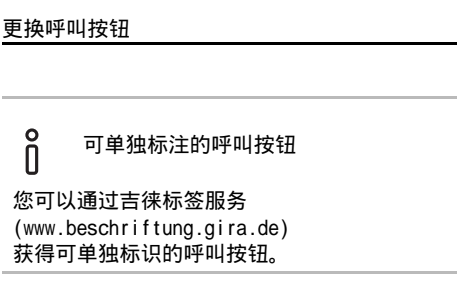 更换呼叫按钮
可单独标注的呼叫按钮
您可以通过吉徕标签服务
(www.beschriftung.gira.de)
获得可单独标识的呼叫按钮。